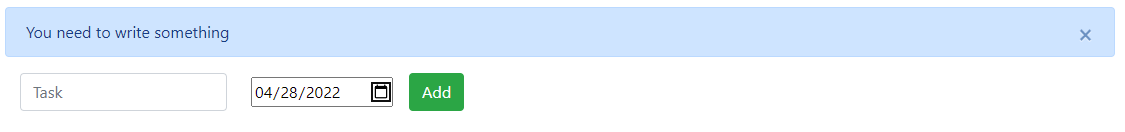 You need to write something ×
Task 04/28/2022 Add